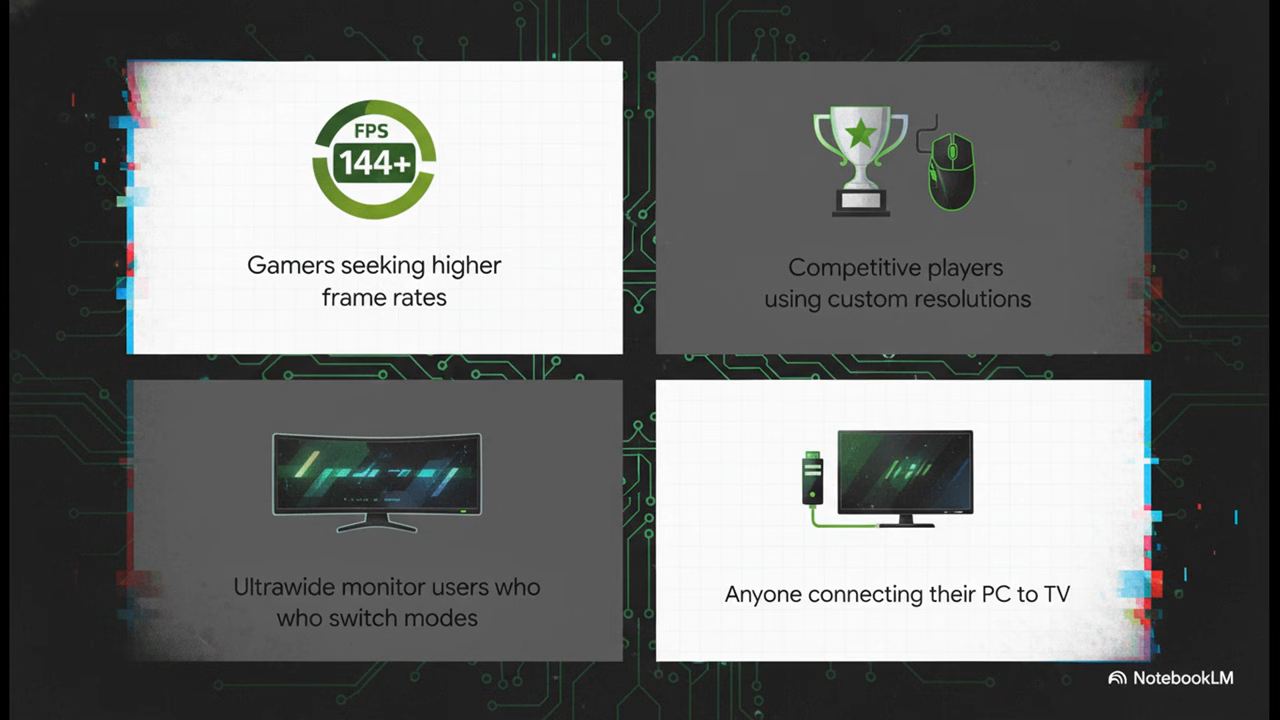 FPS
144+
Gamers seeking higher
frame rates
Competitive players
using custom resolutions
Ultrawide monitor users who
who switch modes
Anyone connecting their PC to TV
NotebookLM